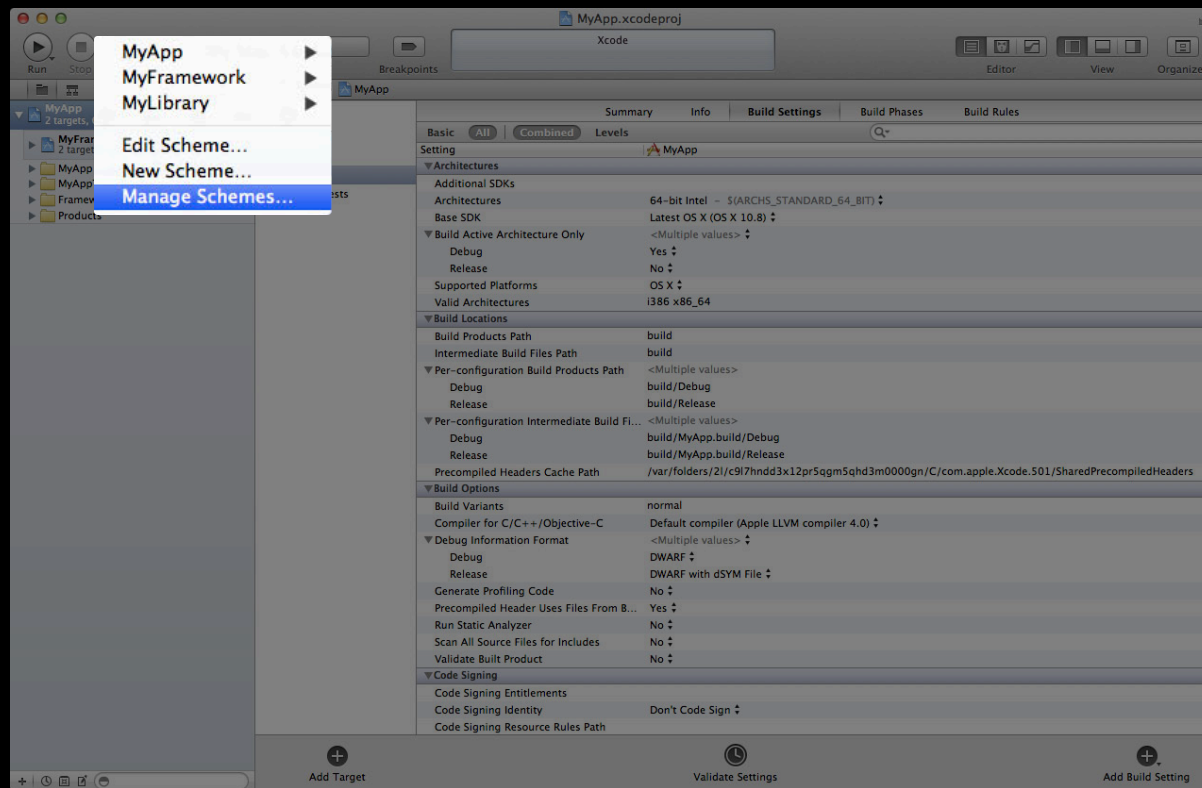 MyApp.xcodeproj
Run Stop Breakpoints Xcode Editor View
MyApp
MyFramework
MyLibrary
Edit Scheme...
New Scheme...
Manage Schemes...
MyApp
MyApp
2 targets,
MyApp
Products
Summary Info Build Settings Build Phases Build Rules
Basic All Combined Levels
Setting MyApp
Architectures
Additional SDKs
Architectures 64-bit Intel - $(ARCHS_STANDARD_64_BIT)
Base SDK Latest OS X (OS X 10.8)
Build Active Architecture Only <Multiple values>
Debug Yes
Release No
Supported Platforms OS X
Valid Architectures i386 x86_64
Build Locations
Build Products Path build
Intermediate Build Files Path build
Per-configuration Build Products Path <Multiple values>
Debug build/Debug
Release build/Release
Per-configuration Intermediate Build Fi... <Multiple values>
Debug build/MyApp.build/Debug
Release build/MyApp.build/Release
Precompiled Headers Cache Path /var/folders/2l/c9l7hndd3x12pr5qgm5qhd3m0000gn/C/com.apple.Xcode.501/SharedPrecompiledHeaders
Build Options
Build Variants normal
Compiler for C/C++/Objective-C Default compiler (Apple LLVM compiler 4.0)
Debug Information Format <Multiple values>
Debug DWARF
Release DWARF with dSYM File
Generate Profiling Code No
Precompiled Header Uses Files From B... Yes
Run Static Analyzer No
Scan All Source Files for Includes No
Validate Built Product No
Code Signing
Code Signing Entitlements
Code Signing Identity Don't Code Sign
Code Signing Resource Rules Path
Add Target Validate Settings Add Build Setting